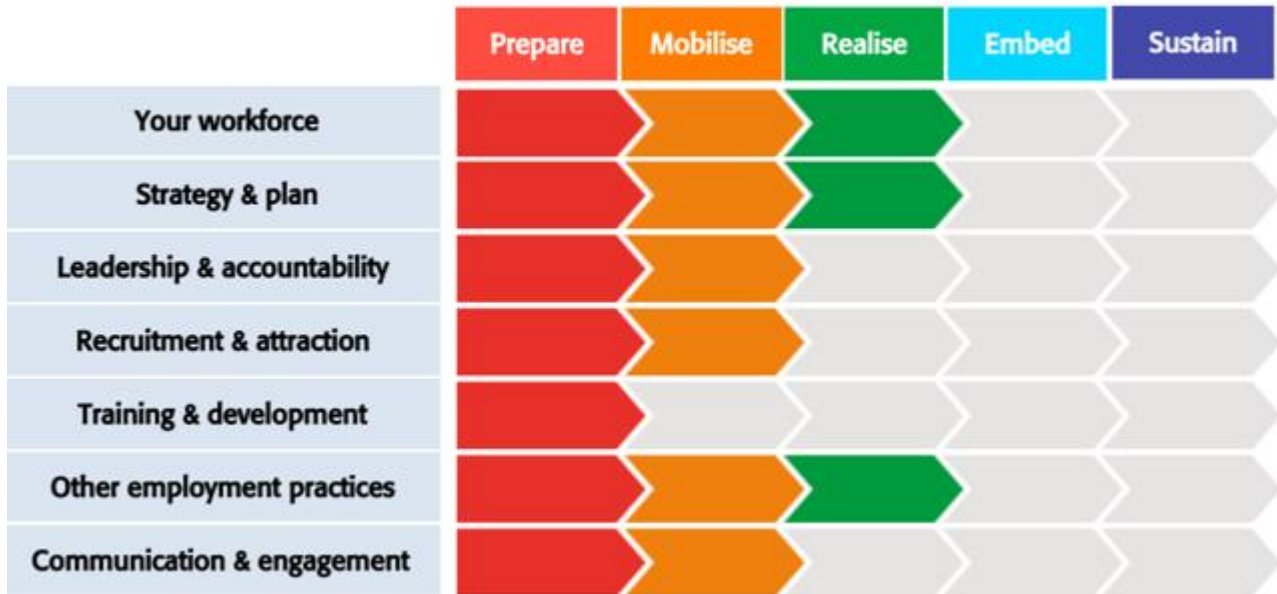 Prepare Mobilise Realise Embed Sustain
Your workforce
Strategy & plan
Leadership & accountability
Recruitment & attraction
Training & development
Other employment practices
Communication & engagement